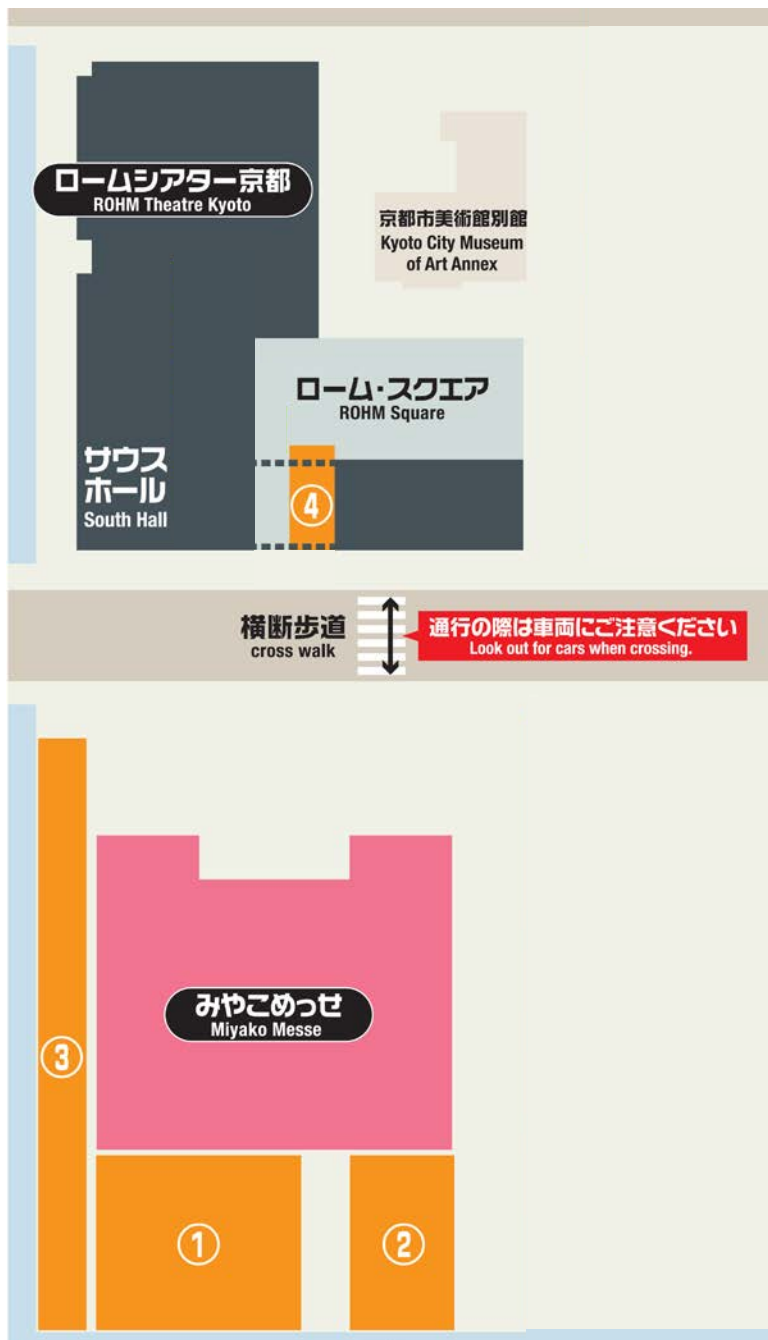 ロームシアター京都
ROHM Theatre Kyoto
京都市美術館別館
Kyoto City Museum
of Art Annex
ローム・スクエア
ROHM Square
サウス
ホール
South Hall
④
横断歩道
cross walk
通行の際は車両にご注意ください
Look out for cars when crossing.
みやこめっせ
Miyako Messe
③
①
②